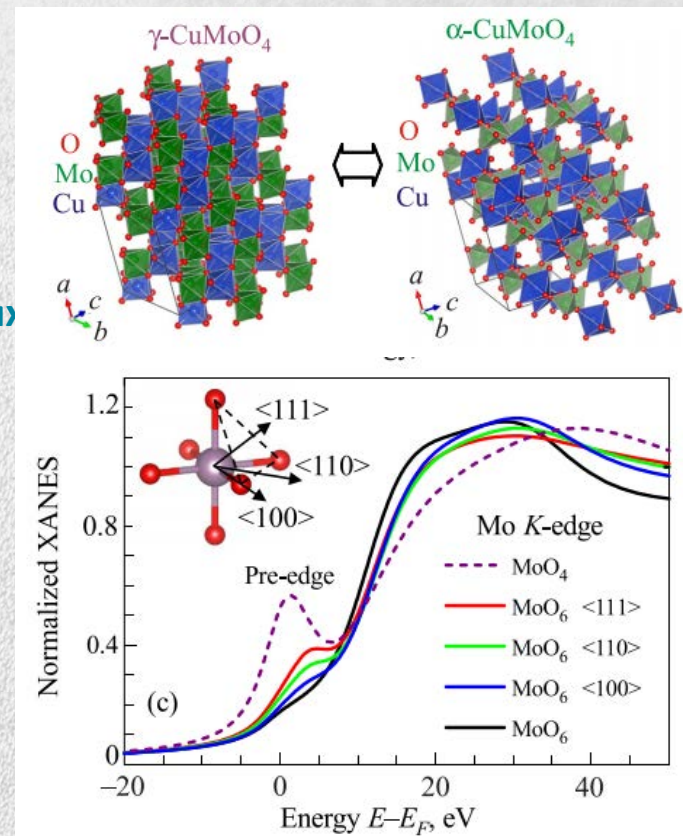 γ-CuMoO₄
α-CuMoO₄
O
Mo
Cu
a
c
b
O
Mo
Cu
a
c
b
1.2
0.8
0.4
0
Normalized XANES
<111>
<110>
<100>
Pre-edge
(c)
Mo K-edge
MoO₄
MoO₆ <111>
MoO₆ <110>
MoO₆ <100>
MoO₆
−20
0
20
40
Energy E–E_F, eV